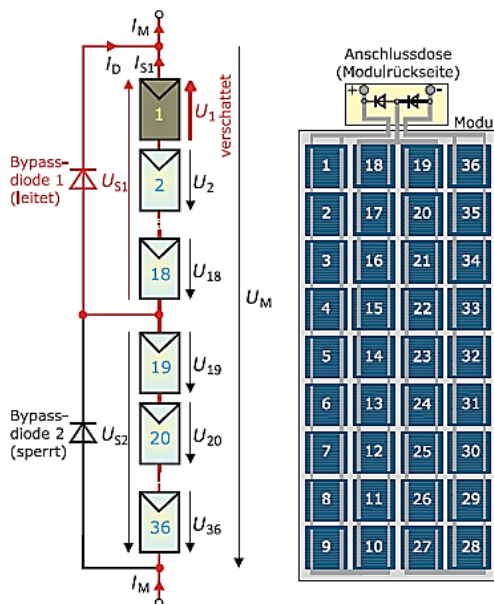 I_M
I_D
I_S1
1
U_1
verschattet
Bypass-
diode 1
(leitet)
U_S1
2
U_2
18
U_18
U_M
19
U_19
Bypass-
diode 2
(sperrt)
U_S2
20
U_20
36
U_36
I_M
Anschlussdose
(Modulrückseite)
+ -
Modu
1 18 19 36
2 17 20 35
3 16 21 34
4 15 22 33
5 14 23 32
6 13 24 31
7 12 25 30
8 11 26 29
9 10 27 28